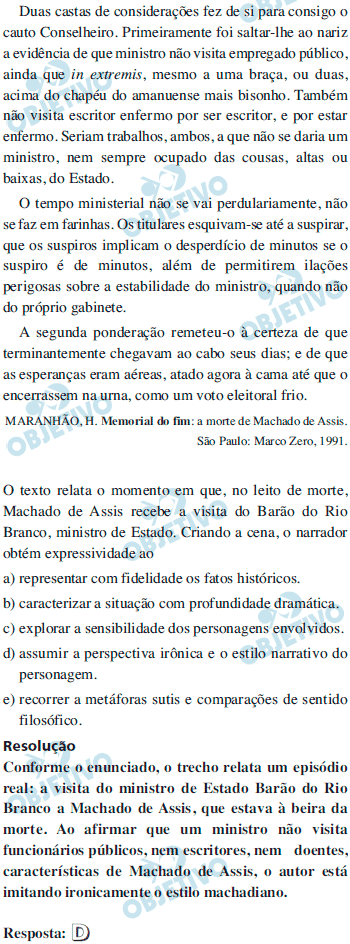 Duas castas de considerações fez de si para consigo o
cauto Conselheiro. Primeiramente foi saltar-lhe ao nariz
a evidência de que ministro não visita empregado público,
ainda que in extremis, mesmo a uma braça, ou duas,
acima do chapéu do amanuense mais bisonho. Também
não visita escritor enfermo por ser escritor, e por estar
enfermo. Seriam trabalhos, ambos, a que não se daria um
ministro, nem sempre ocupado das cousas, altas ou
baixas, do Estado.
O tempo ministerial não se vai perdulariamente, não
se faz em farinhas. Os titulares esquivam-se até a suspirar,
que os suspiros implicam o desperdício de minutos se o
suspiro é de minutos, além de permitirem ilações
perigosas sobre a estabilidade do ministro, quando não
do próprio gabinete.
A segunda ponderação remeteu-o à certeza de que
terminantemente chegavam ao cabo seus dias; e de que
as esperanças eram aéreas, atado agora à cama até que o
encerrassem na urna, como um voto eleitoral frio.
MARANHÃO, H. Memorial do fim: a morte de Machado de Assis.
São Paulo: Marco Zero, 1991.
O texto relata o momento em que, no leito de morte,
Machado de Assis recebe a visita do Barão do Rio
Branco, ministro de Estado. Criando a cena, o narrador
obtém expressividade ao
a) representar com fidelidade os fatos históricos.
b) caracterizar a situação com profundidade dramática.
c) explorar a sensibilidade dos personagens envolvidos.
d) assumir a perspectiva irônica e o estilo narrativo do
personagem.
e) recorrer a metáforas sutis e comparações de sentido
filosófico.
Resolução
Conforme o enunciado, o trecho relata um episódio
real: a visita do ministro de Estado Barão do Rio
Branco a Machado de Assis, que estava à beira da
morte. Ao afirmar que um ministro não visita
funcionários públicos, nem escritores, nem doentes,
características de Machado de Assis, o autor está
imitando ironicamente o estilo machadiano.
Resposta: D